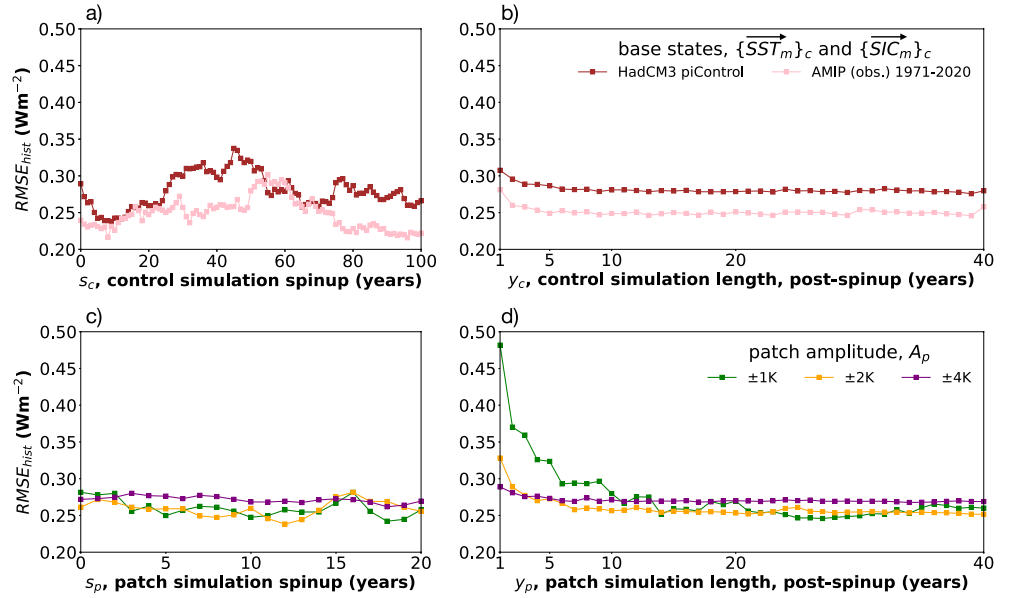 a)
b)
0.50
0.45
0.40
0.35
0.30
0.25
0.20
RMSE_hist (Wm⁻²)
0 20 40 60 80 100
s_c, control simulation spinup (years)
0.50
0.45
0.40
0.35
0.30
0.25
0.20
base states, {SST_m}_c and {SIC_m}_c
HadCM3 piControl AMIP (obs.) 1971-2020
1 5 10 20 40
y_c, control simulation length, post-spinup (years)
c)
d)
0.50
0.45
0.40
0.35
0.30
0.25
0.20
RMSE_hist (Wm⁻²)
0 5 10 15 20
s_p, patch simulation spinup (years)
0.50
0.45
0.40
0.35
0.30
0.25
0.20
patch amplitude, A_p
±1K ±2K ±4K
1 5 10 20 40
y_p, patch simulation length, post-spinup (years)